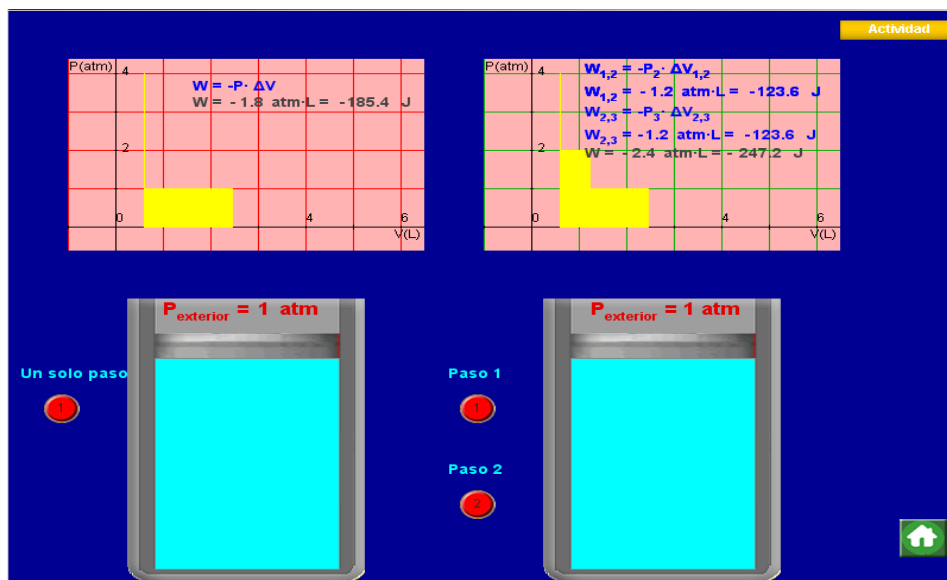 Actividad
P(atm)
4
W = -P· ΔV
W = - 1.8 atm·L = -185.4 J
2
0
4
6
V(L)
P(atm)
4
W1,2 = -P2· ΔV1,2
W1,2 = - 1.2 atm·L = -123.6 J
W2,3 = -P3· ΔV2,3
W2,3 = -1.2 atm·L = -123.6 J
2
W = - 2.4 atm·L = - 247.2 J
0
4
6
V(L)
Pexterior = 1 atm
Pexterior = 1 atm
Un solo paso
1
Paso 1
1
Paso 2
2